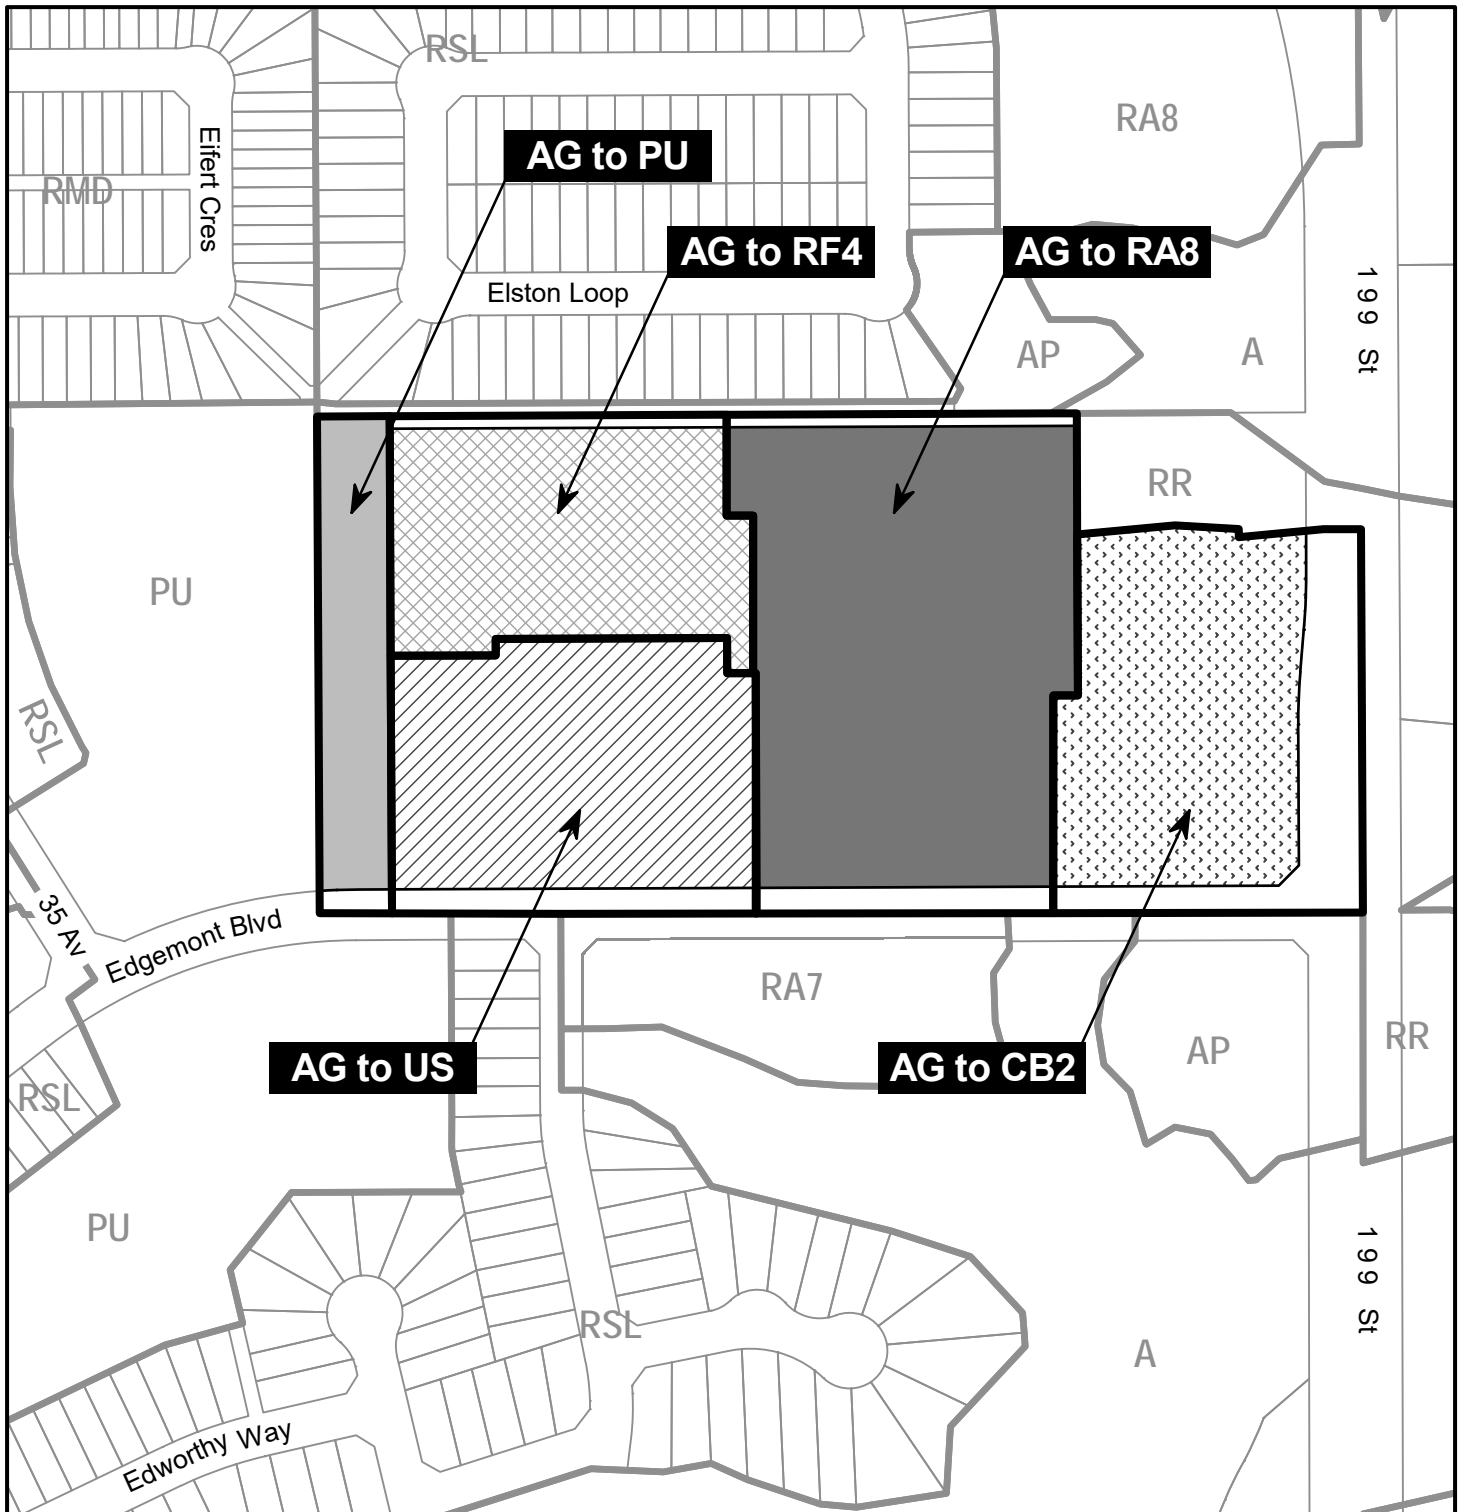 RSL
RA8
Eifert Cres
AG to PU
RMD
AG to RF4
AG to RA8
Elston Loop
199 St
AP
A
RR
PU
RSL
35 Av
Edgemont Blvd
RA7
RR
AP
AG to US
AG to CB2
RSL
PU
199 St
RSL
A
Edworthy Way